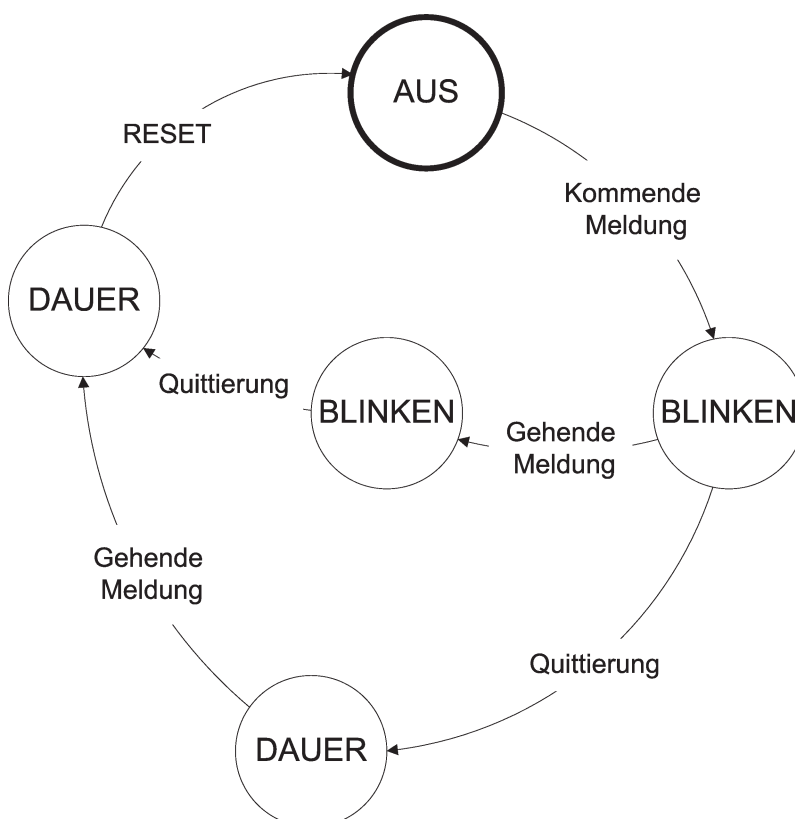 AUS
RESET
Kommende
Meldung
DAUER
Quittierung
BLINKEN
Gehende
Meldung
BLINKEN
Gehende
Meldung
Quittierung
DAUER